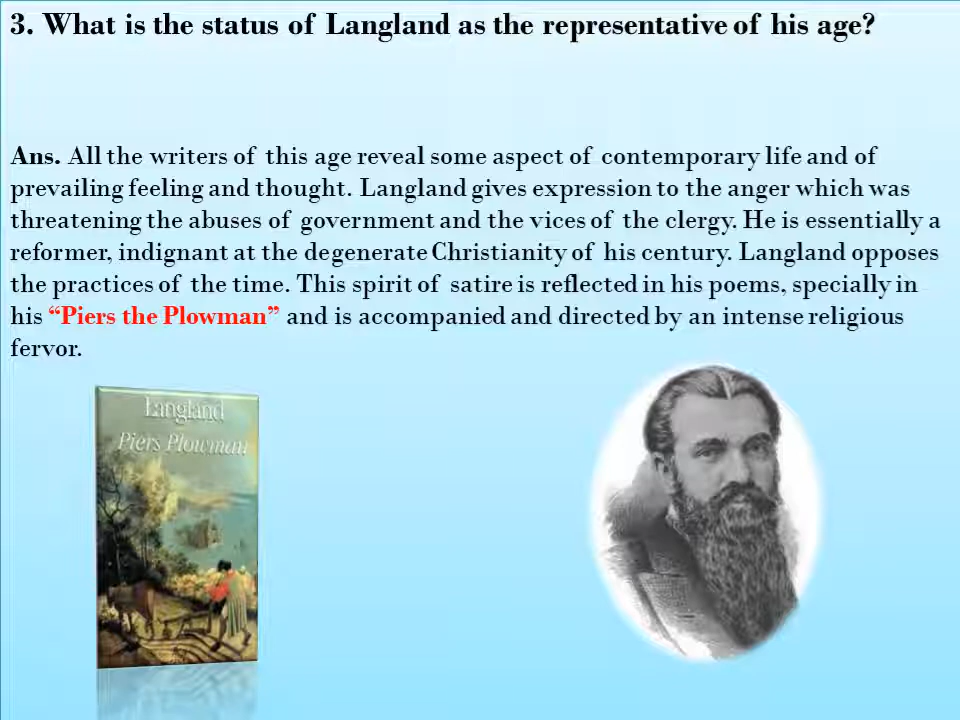 3. What is the status of Langland as the representative of his age?
Ans. All the writers of this age reveal some aspect of contemporary life and of
prevailing feeling and thought. Langland gives expression to the anger which was
threatening the abuses of government and the vices of the clergy. He is essentially a
reformer, indignant at the degenerate Christianity of his century. Langland opposes
the practices of the time. This spirit of satire is reflected in his poems, specially in
his “Piers the Plowman” and is accompanied and directed by an intense religious
fervor.
Langland
Piers Plowman